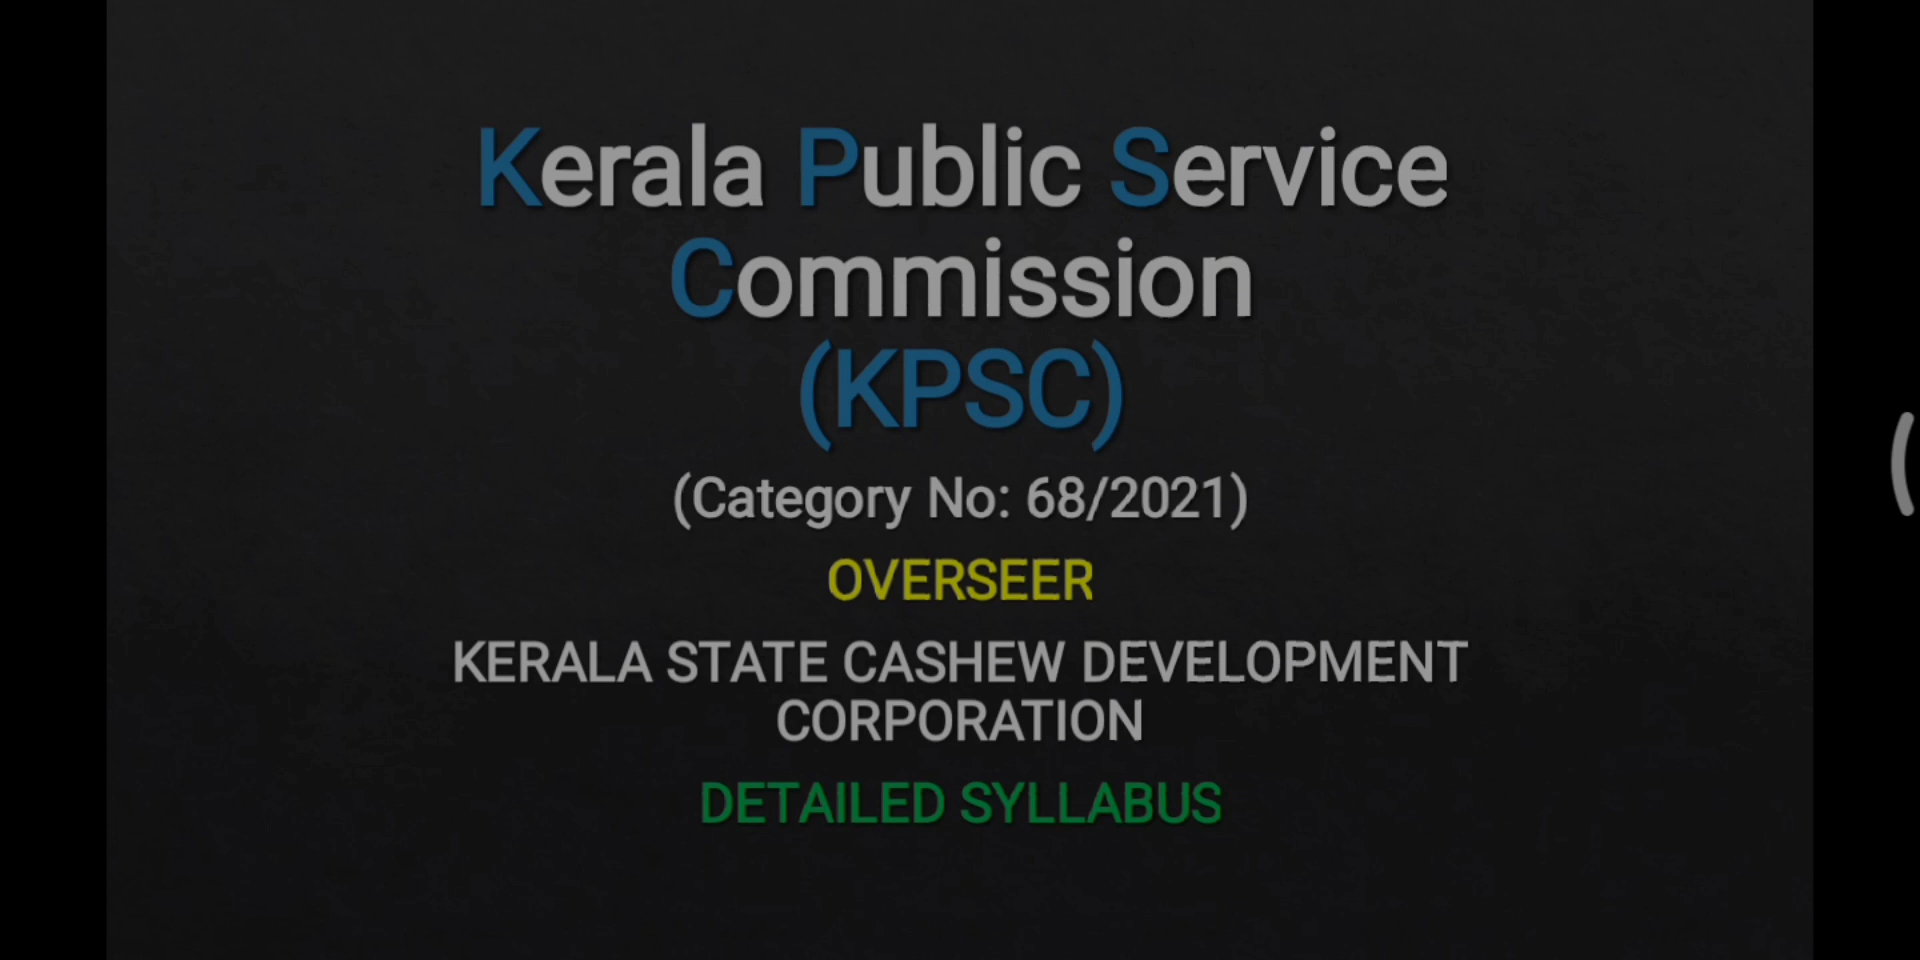 Kerala Public Service
Commission
(KPSC)
(Category No: 68/2021)
OVERSEER
KERALA STATE CASHEW DEVELOPMENT
CORPORATION
DETAILED SYLLABUS